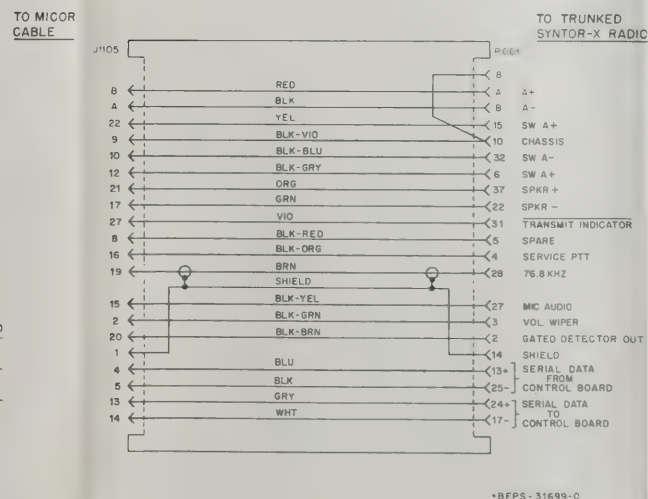 TO MICOR
CABLE
TO TRUNKED
SYNTOR-X RADIO
J1105
8
B RED A A+
A BLK B A-
22 YEL 15 SW A+
9 BLK-VIO 10 CHASSIS
10 BLK-BLU 32 SW A-
12 BLK-GRY 6 SW A+
21 ORG 37 SPKR +
17 GRN 22 SPKR -
27 VIO 31 TRANSMIT INDICATOR
8 BLK-RED 5 SPARE
16 BLK-ORG 4 SERVICE PTT
19 BRN 28 76.8 KHZ
SHIELD
15 BLK-YEL 27 MIC AUDIO
2 BLK-GRN 3 VOL WIPER
20 BLK-BRN 2 GATED DETECTOR OUT
1 14 SHIELD
4 BLU 13+ SERIAL DATA
FROM
5 BLK 25- CONTROL BOARD
13 GRY 24+ SERIAL DATA
TO
14 WHT 17- CONTROL BOARD
*BEPS-31699-O